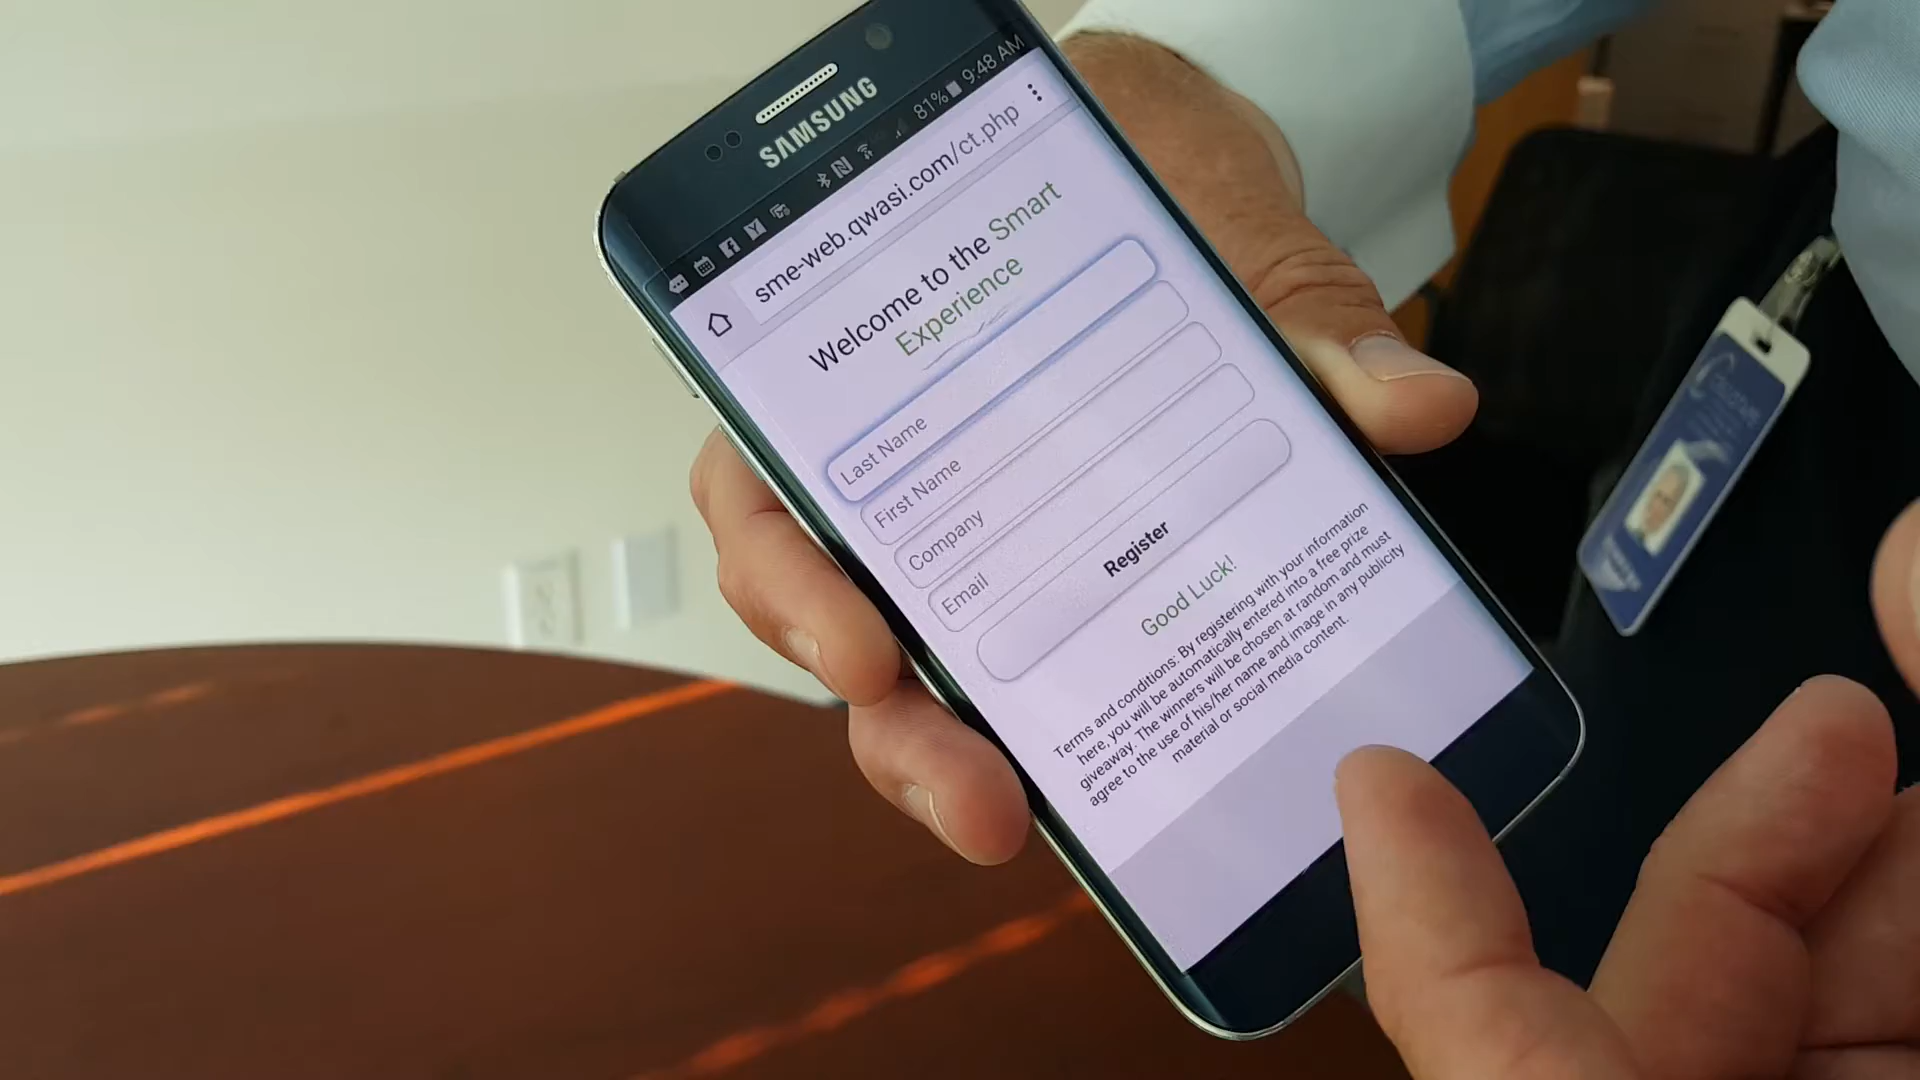 SAMSUNG
81% 9:48 AM
sme-web.qwasi.com/ct.php
Welcome to the Smart
Experience
Last Name
First Name
Company
Email
Register
Good Luck!
Terms and conditions: By registering with your information
here, you will be automatically entered into a free prize
giveaway. The winners will be chosen at random and must
agree to the use of his/her name and image in any publicity
material or social media content.